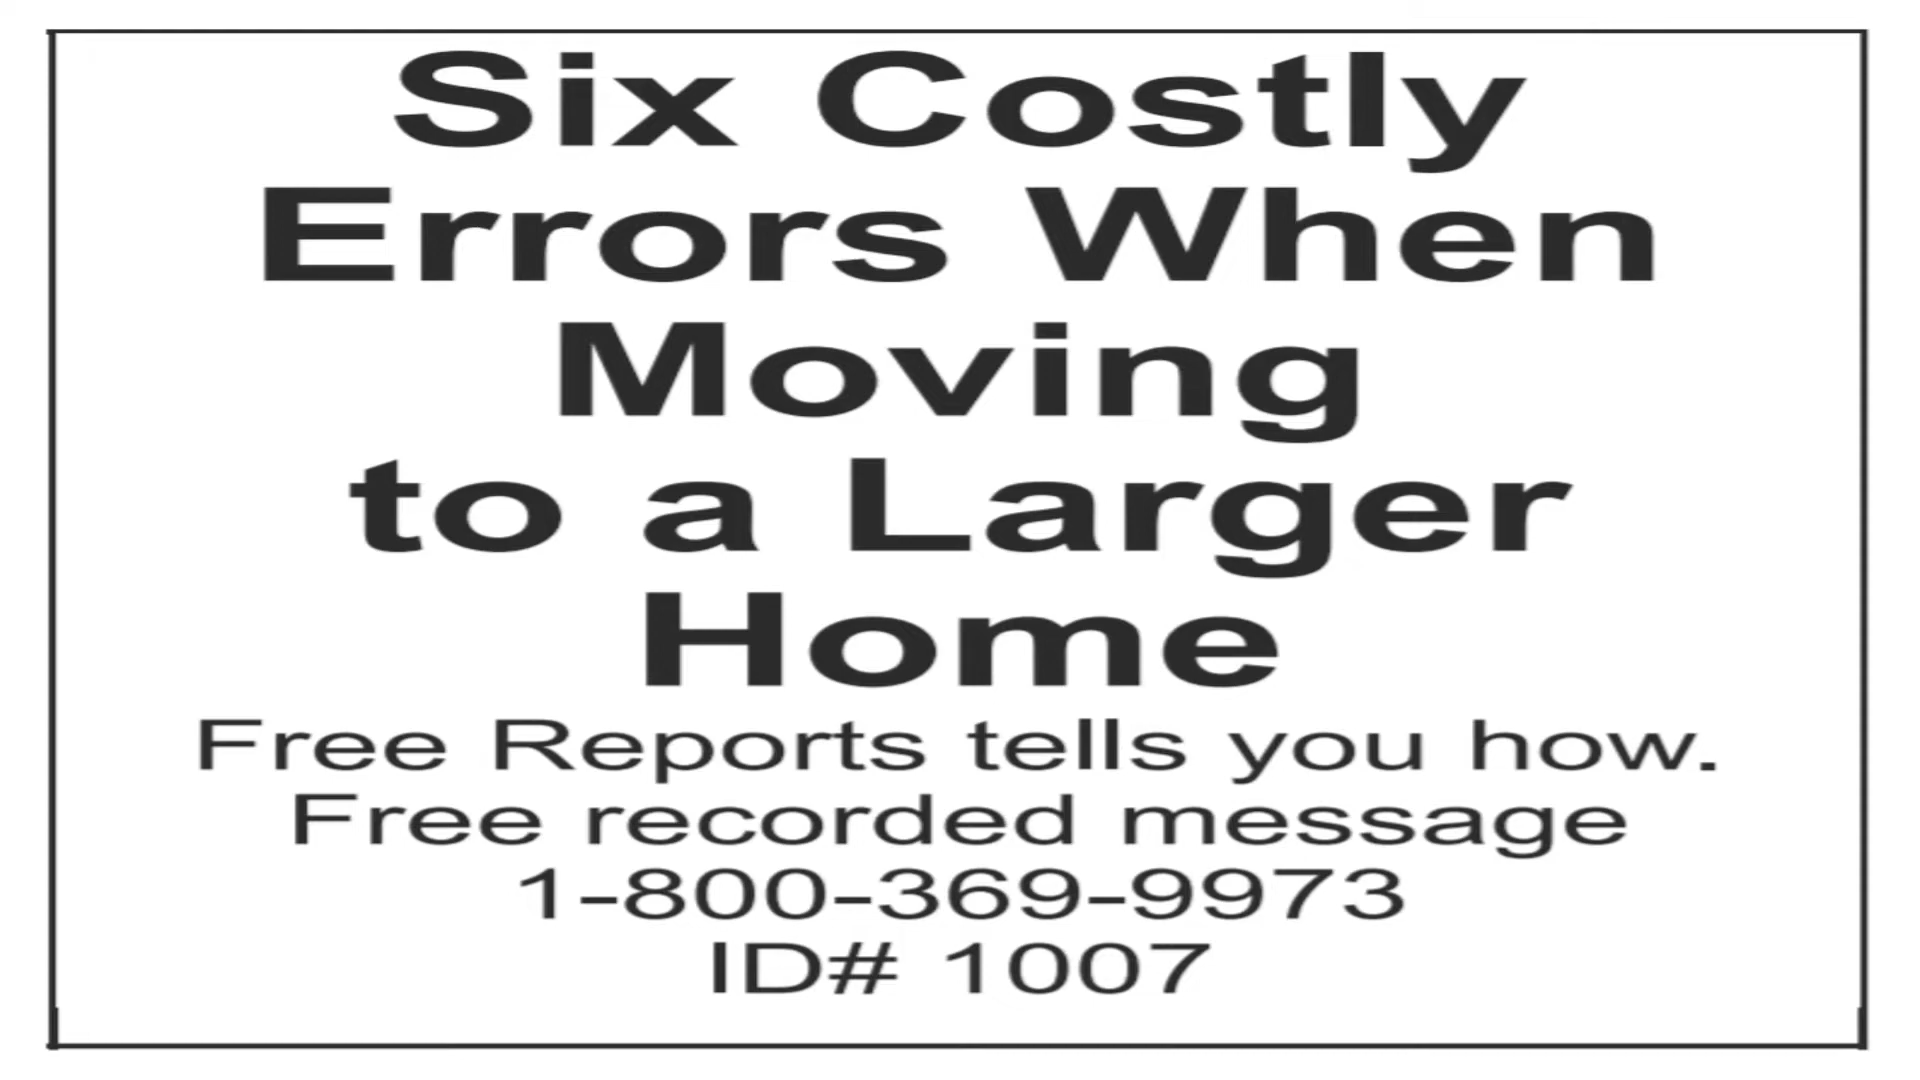 Six Costly
Errors When
Moving
to a Larger
Home
Free Reports tells you how.
Free recorded message
1-800-369-9973
ID# 1007